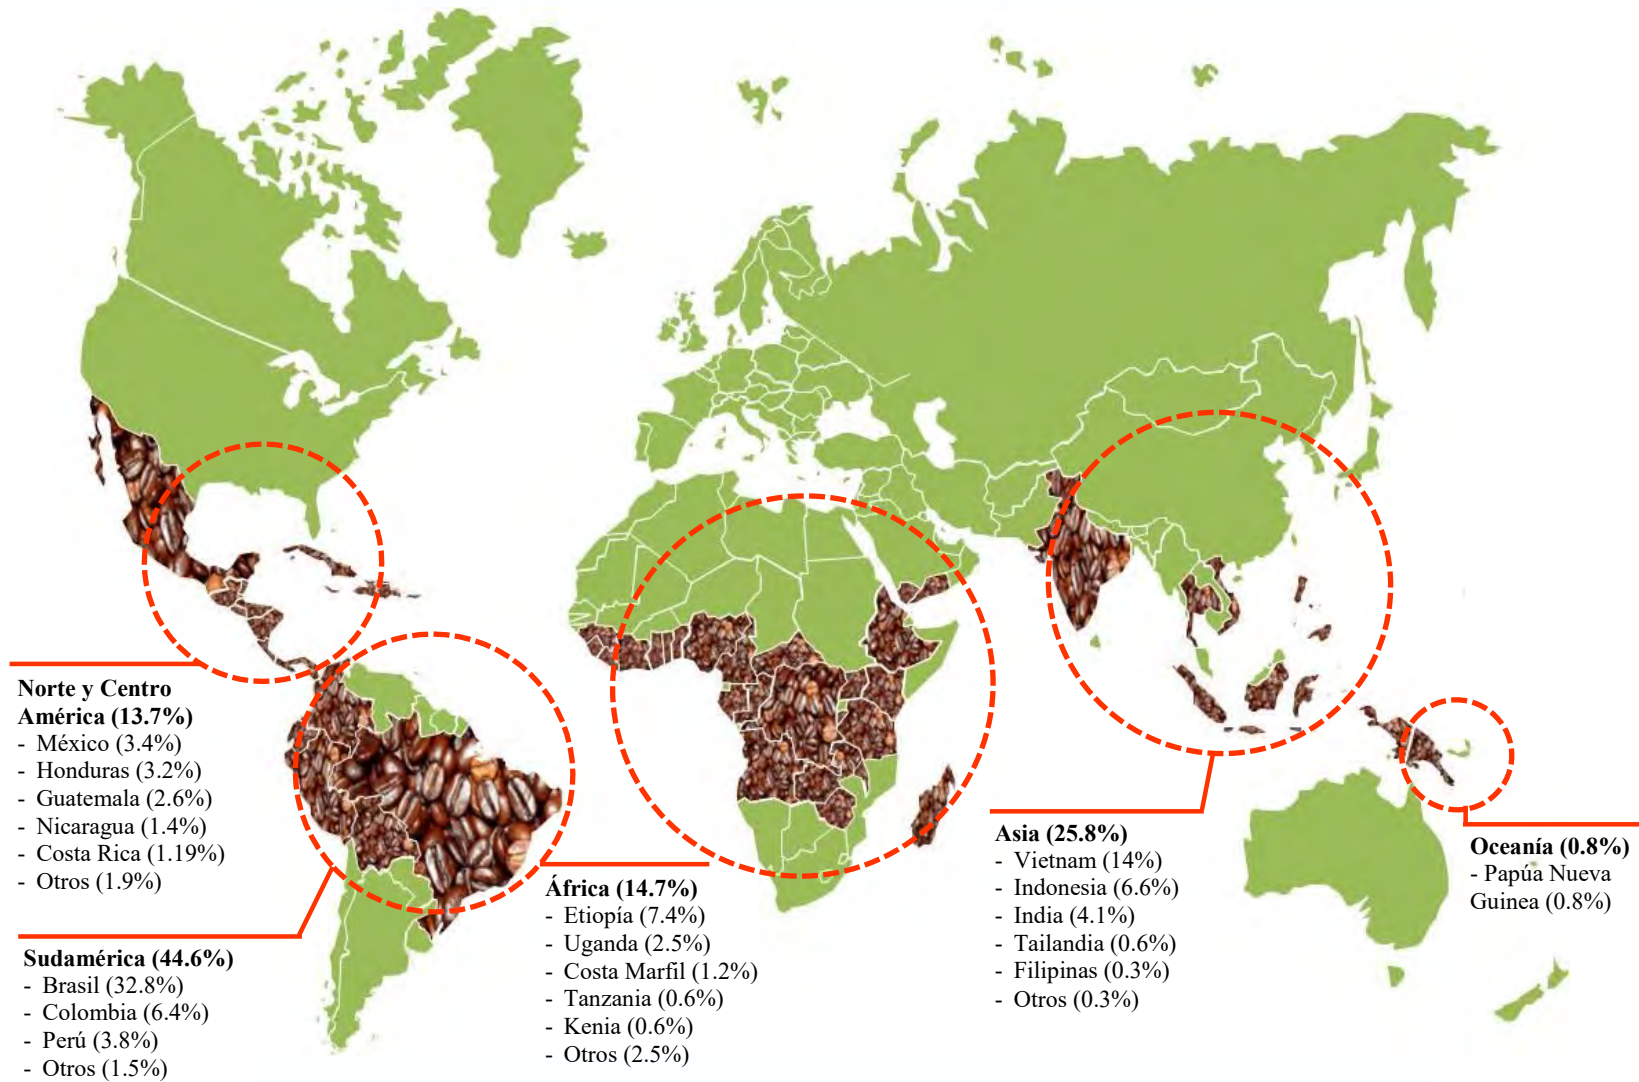 Norte y Centro
América (13.7%)
- México (3.4%)
- Honduras (3.2%)
- Guatemala (2.6%)
- Nicaragua (1.4%)
- Costa Rica (1.19%)
- Otros (1.9%)
Sudamérica (44.6%)
- Brasil (32.8%)
- Colombia (6.4%)
- Perú (3.8%)
- Otros (1.5%)
África (14.7%)
- Etiopía (7.4%)
- Uganda (2.5%)
- Costa Marfil (1.2%)
- Tanzania (0.6%)
- Kenia (0.6%)
- Otros (2.5%)
Asia (25.8%)
- Vietnam (14%)
- Indonesia (6.6%)
- India (4.1%)
- Tailandia (0.6%)
- Filipinas (0.3%)
- Otros (0.3%)
Oceanía (0.8%)
- Papúa Nueva
Guinea (0.8%)